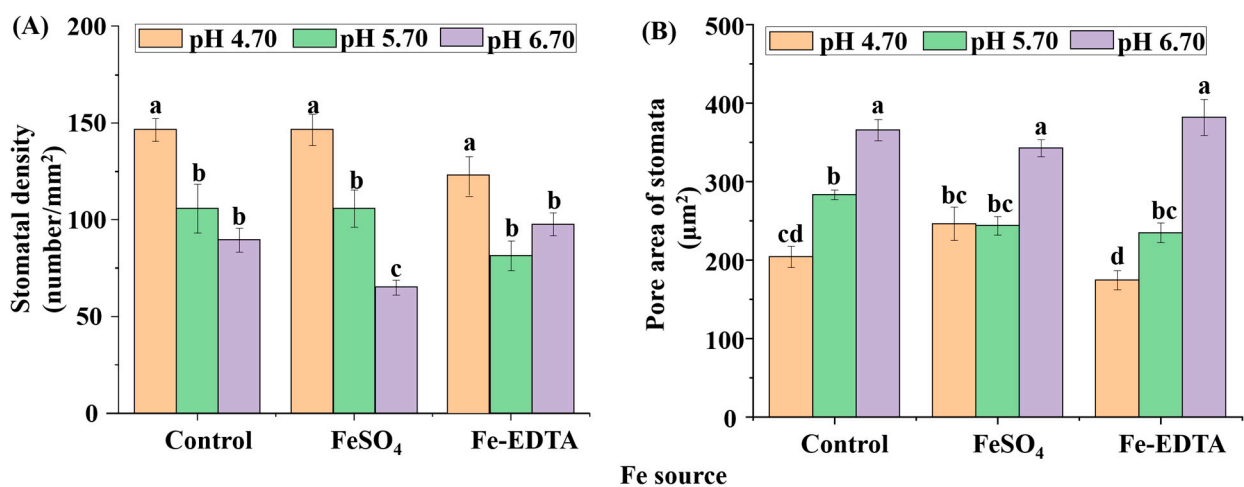 (A)
pH 4.70 pH 5.70 pH 6.70
Stomatal density
(number/mm²)
200
150
100
50
0
a
b
b
a
b
c
a
b
b
Control FeSO₄ Fe-EDTA
(B)
pH 4.70 pH 5.70 pH 6.70
Pore area of stomata
(μm²)
500
400
300
200
100
0
cd
b
a
bc
bc
a
d
bc
a
Control FeSO₄ Fe-EDTA
Fe source